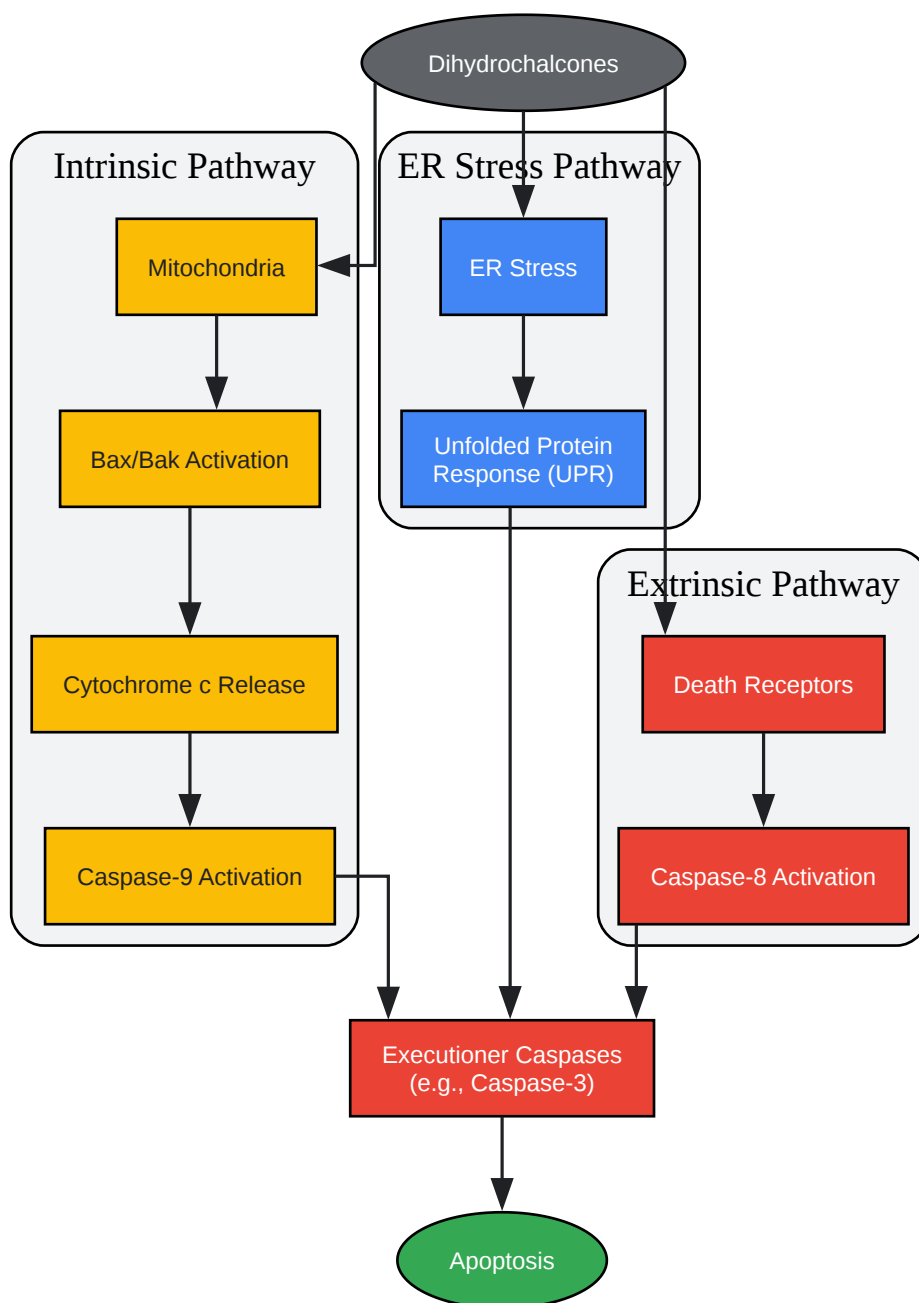 Dihydrochalcones
Intrinsic Pathway
ER Stress Pathway
Mitochondria
ER Stress
Bax/Bak Activation
Unfolded Protein
Response (UPR)
Extrinsic Pathway
Cytochrome c Release
Death Receptors
Caspase-9 Activation
Caspase-8 Activation
Executioner Caspases
(e.g., Caspase-3)
Apoptosis